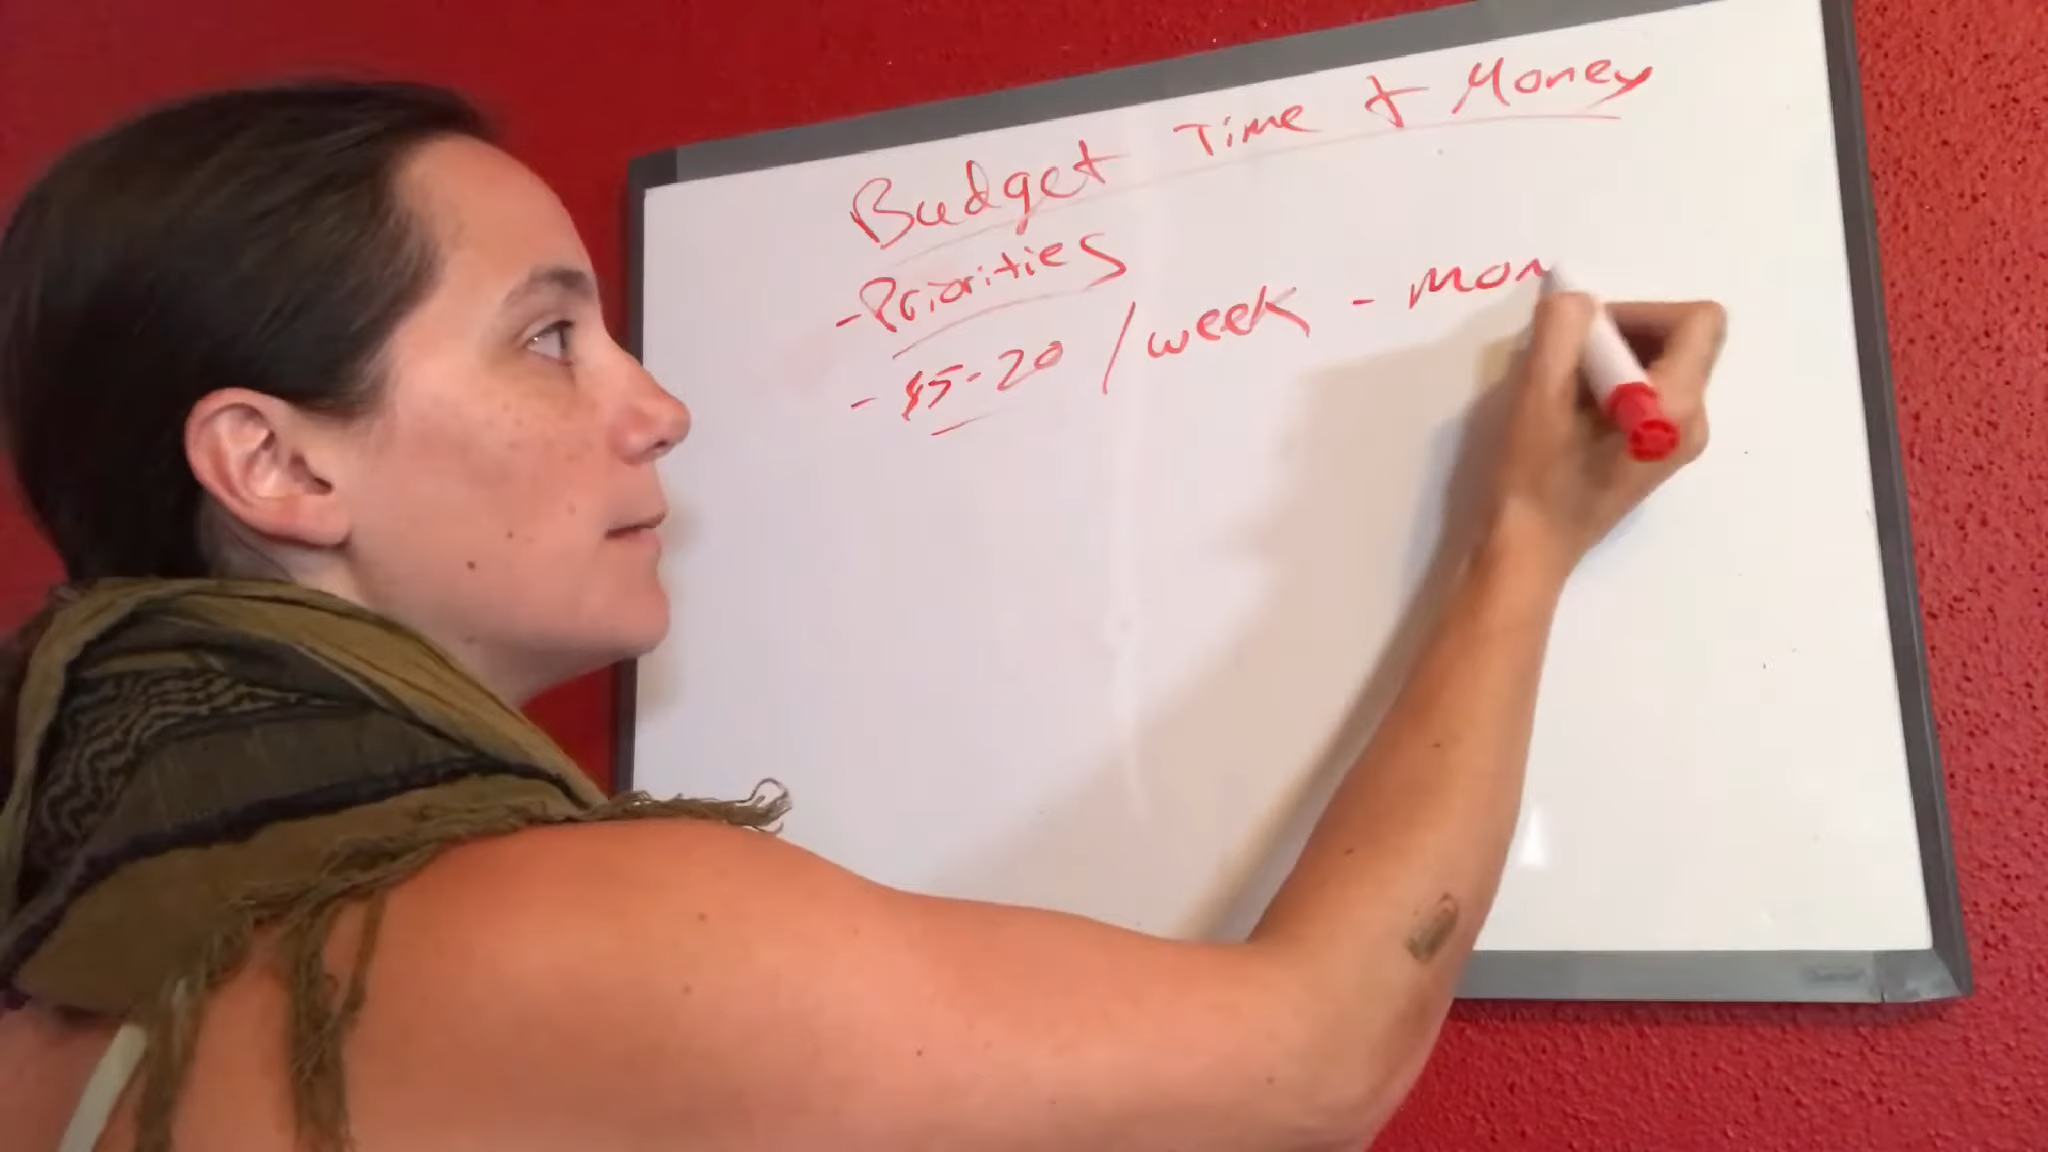 Budget Time & Money
- Priorities
- $5-20 /week - mon